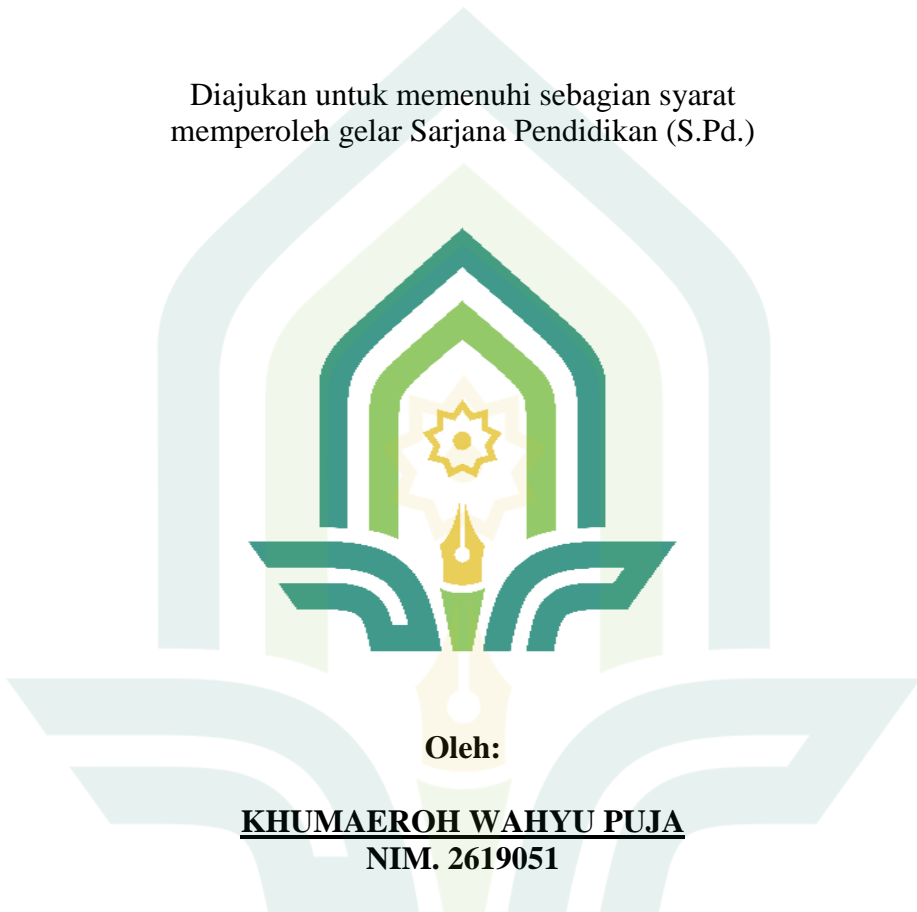 Diajukan untuk memenuhi sebagian syarat
memperoleh gelar Sarjana Pendidikan (S.Pd.)
Oleh:
KHUMAEROH WAHYU PUJA
NIM. 2619051